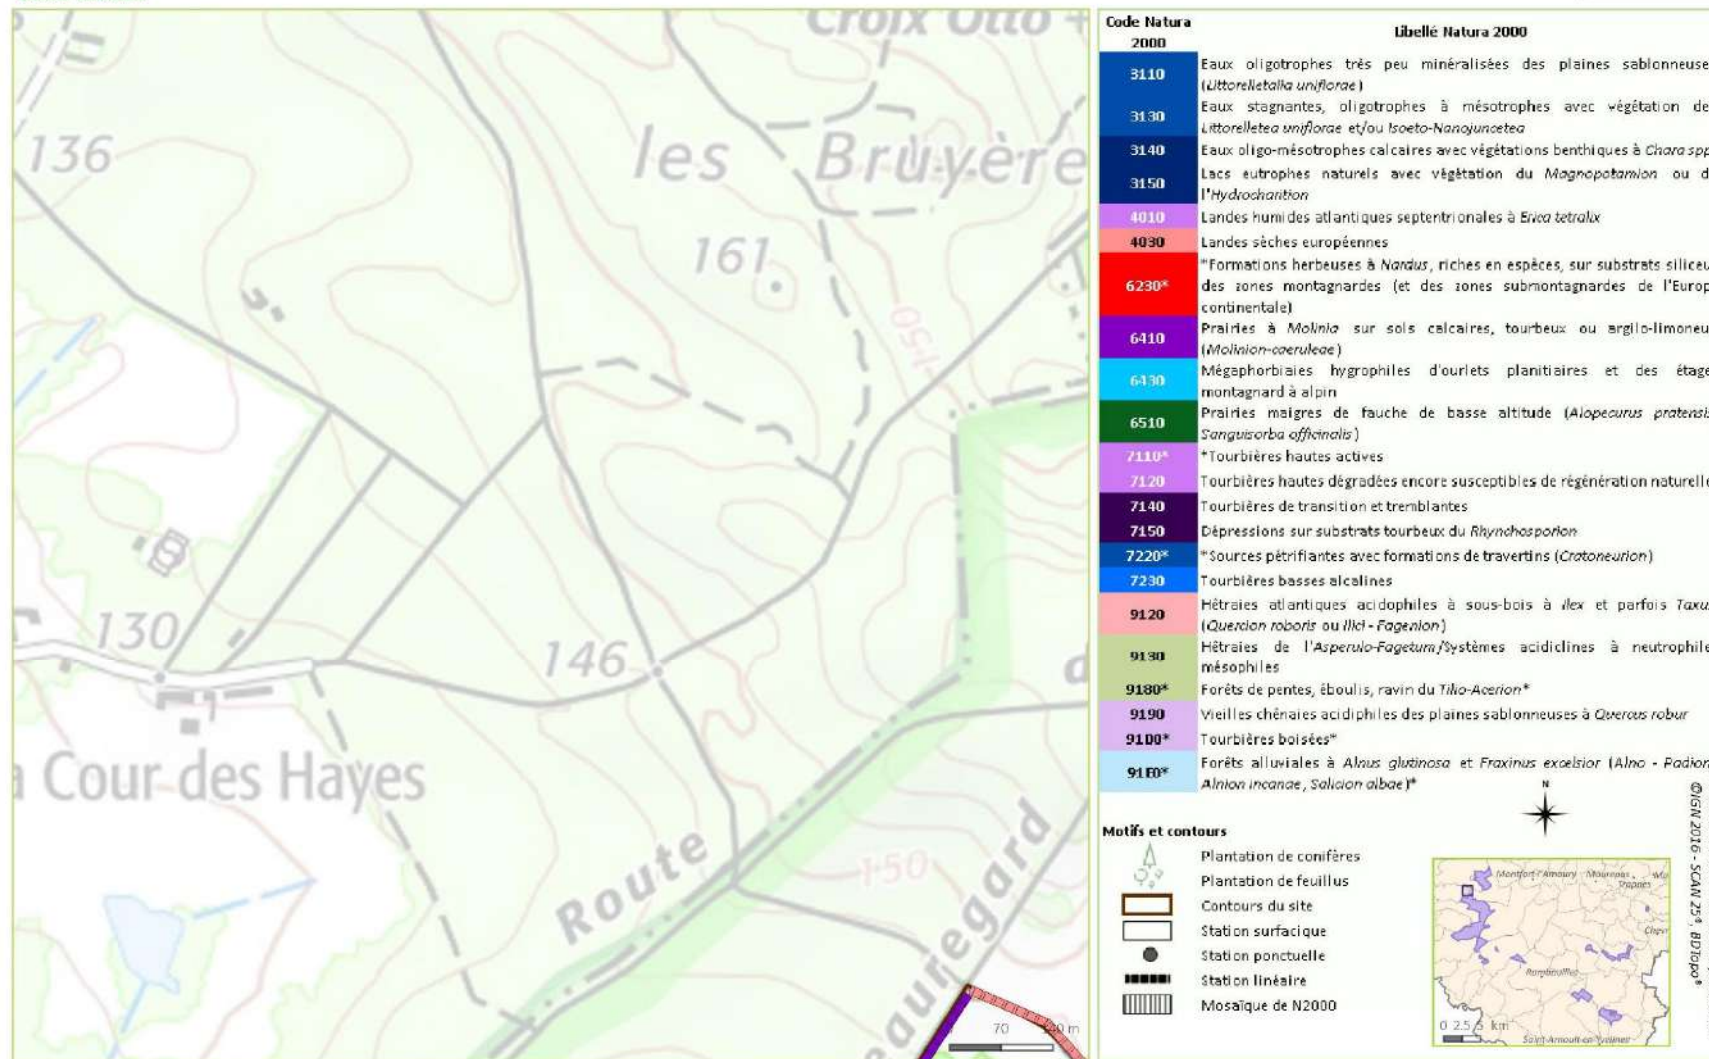 Croix Otto +
136
les Bruyère
161
150
130
146
d
a Cour des Hayes
150
Route
eauregard
70 140 m
Code Natura 2000
Libellé Natura 2000
3110
Eaux oligotrophes très peu minéralisées des plaines sablonneuse
(Littorelletalia uniflorae)
3130
Eaux stagnantes, oligotrophes à mésotrophes avec végétation de
Littorelletea uniflorae et/ou Isoeto-Nanojuncetea
3140
Eaux oligo-mésotrophes calcaires avec végétations benthiques à Chara spp
3150
Lacs eutrophes naturels avec végétation du Magnopotamion ou d
l'Hydrocharition
4010
Landes humides atlantiques septentrionales à Erica tetralix
4030
Landes sèches européennes
6230*
*Formations herbeuses à Nardus, riches en espèces, sur substrats siliceu
des zones montagnardes (et des zones submontagnardes de l'Europ
continentale)
6410
Prairies à Molinia sur sols calcaires, tourbeux ou argilo-limoneu
(Molinion-caeruleae)
6430
Mégaphorbiaies hygrophiles d'ourlets planitiaires et des étage
montagnard à alpin
6510
Prairies maigres de fauche de basse altitude (Alopecurus pratensis
Sanguisorba officinalis)
7110*
*Tourbières hautes actives
7120
Tourbières hautes dégradées encore susceptibles de régénération naturelle
7140
Tourbières de transition et tremblantes
7150
Dépressions sur substrats tourbeux du Rhynchosporion
7220*
*Sources pétrifiantes avec formations de travertins (Cratoneurion)
7230
Tourbières basses alcalines
9120
Hêtraies atlantiques acidophiles à sous-bois à Ilex et parfois Taxu
(Quercion roboris ou Ilici - Fagenion)
9130
Hêtraies de l'Asperulo-Fagetum/Systèmes acidiclines à neutrophile
mésophiles
9180*
Forêts de pentes, éboulis, ravin du Tilio-Acerion*
9190
Vieilles chênaies acidiphiles des plaines sablonneuses à Quercus robur
91D0*
Tourbières boisées*
91E0*
Forêts alluviales à Alnus glutinosa et Fraxinus excelsior (Alno - Padion
Alnion incanae, Salicion albae)*
Motifs et contours
Plantation de conifères
Plantation de feuillus
Contours du site
Station surfacique
Station ponctuelle
Station linéaire
Mosaïque de N2000
N
Montfort-l'Amaury Maurepas
Trappes
Chevr
Rambouillet
Saint-Arnoult-en-Yvelines
0 2.5 5 km
©IGN 2016 - SCAN 25®, BDTopo®